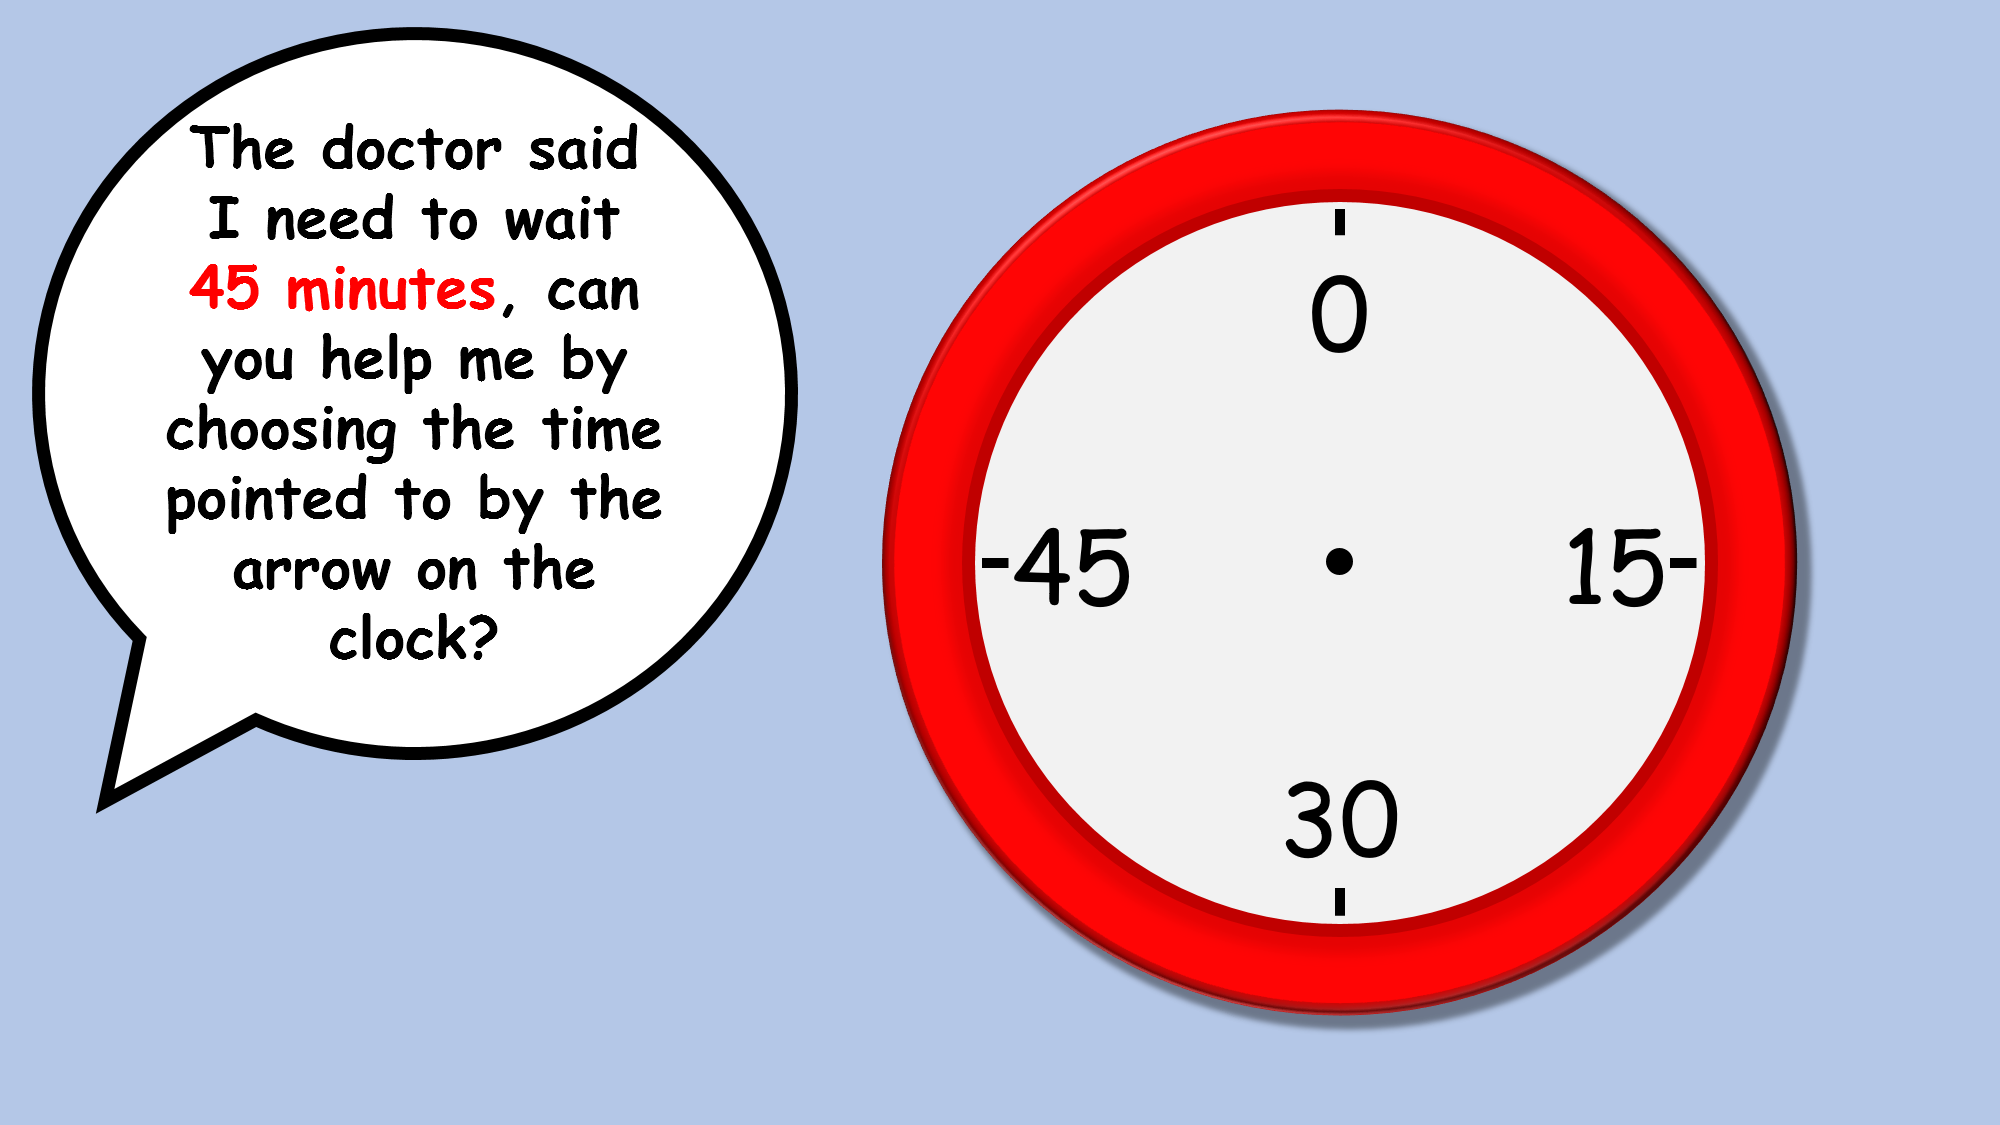 The doctor said
I need to wait
45 minutes, can
you help me by
choosing the time
pointed to by the
arrow on the
clock?
0
45
15
30